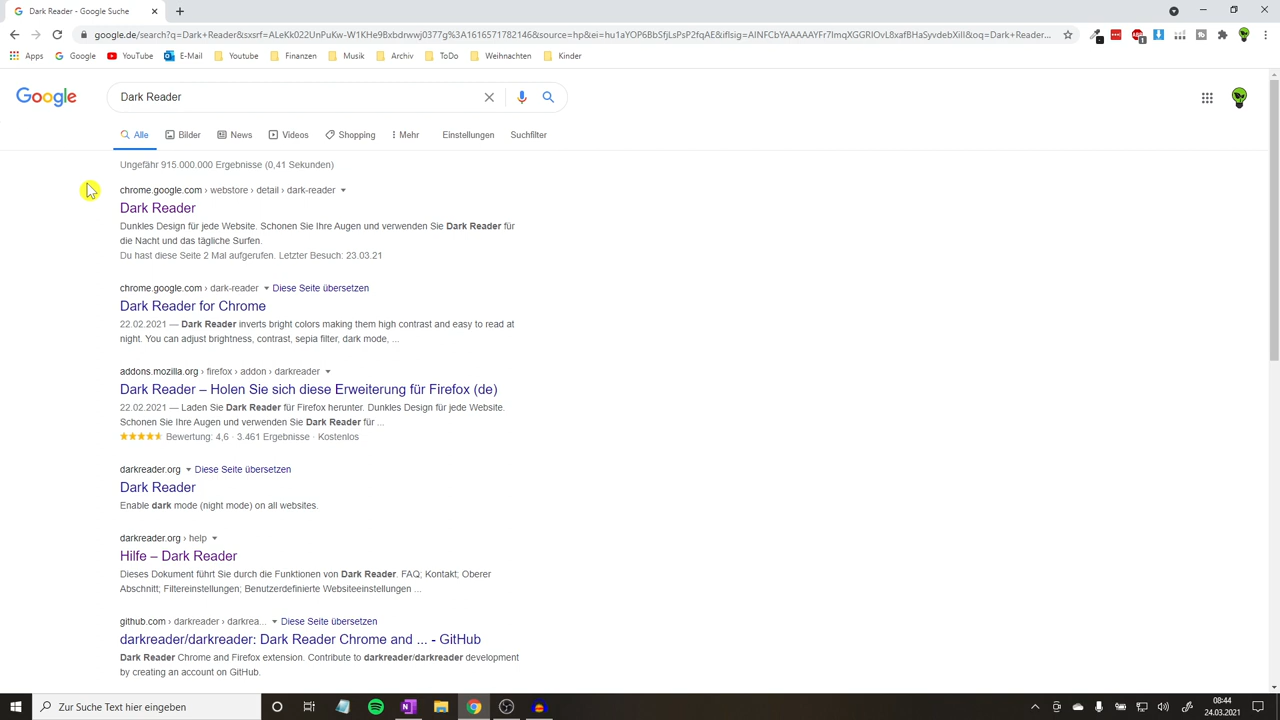 Dark Reader - Google Suche
google.de/search?q=Dark+Reader&sxsrf=ALeKk022UnPuKw-W1KHe9Bxbdrwwj0377g%3A1616571782146&source=hp&ei=hu1aYOP6BbSfjLsPsP2fqAE&iflsig=AINFCbYAAAAAYFr7lmqXGGRIOvL8xafBHaSyvdebXill&oq=Dark+Reader...
Apps Google YouTube E-Mail Youtube Finanzen Musik Archiv ToDo Weihnachten Kinder
Google Dark Reader
Alle Bilder News Videos Shopping Mehr Einstellungen Suchfilter
Ungefähr 915.000.000 Ergebnisse (0,41 Sekunden)
chrome.google.com › webstore › detail › dark-reader
Dark Reader
Dunkles Design für jede Website. Schonen Sie Ihre Augen und verwenden Sie Dark Reader für
die Nacht und das tägliche Surfen.
Du hast diese Seite 2 Mal aufgerufen. Letzter Besuch: 23.03.21
chrome.google.com › dark-reader Diese Seite übersetzen
Dark Reader for Chrome
22.02.2021 — Dark Reader inverts bright colors making them high contrast and easy to read at
night. You can adjust brightness, contrast, sepia filter, dark mode, ...
addons.mozilla.org › firefox › addon › darkreader
Dark Reader – Holen Sie sich diese Erweiterung für Firefox (de)
22.02.2021 — Laden Sie Dark Reader für Firefox herunter. Dunkles Design für jede Website.
Schonen Sie Ihre Augen und verwenden Sie Dark Reader für ...
Bewertung: 4,6 · 3.461 Ergebnisse · Kostenlos
darkreader.org Diese Seite übersetzen
Dark Reader
Enable dark mode (night mode) on all websites.
darkreader.org › help
Hilfe – Dark Reader
Dieses Dokument führt Sie durch die Funktionen von Dark Reader. FAQ; Kontakt; Oberer
Abschnitt; Filtereinstellungen; Benutzerdefinierte Websiteeinstellungen ...
github.com › darkreader › darkrea... Diese Seite übersetzen
darkreader/darkreader: Dark Reader Chrome and ... - GitHub
Dark Reader Chrome and Firefox extension. Contribute to darkreader/darkreader development
by creating an account on GitHub.
Zur Suche Text hier eingeben
08:44
24.03.2021